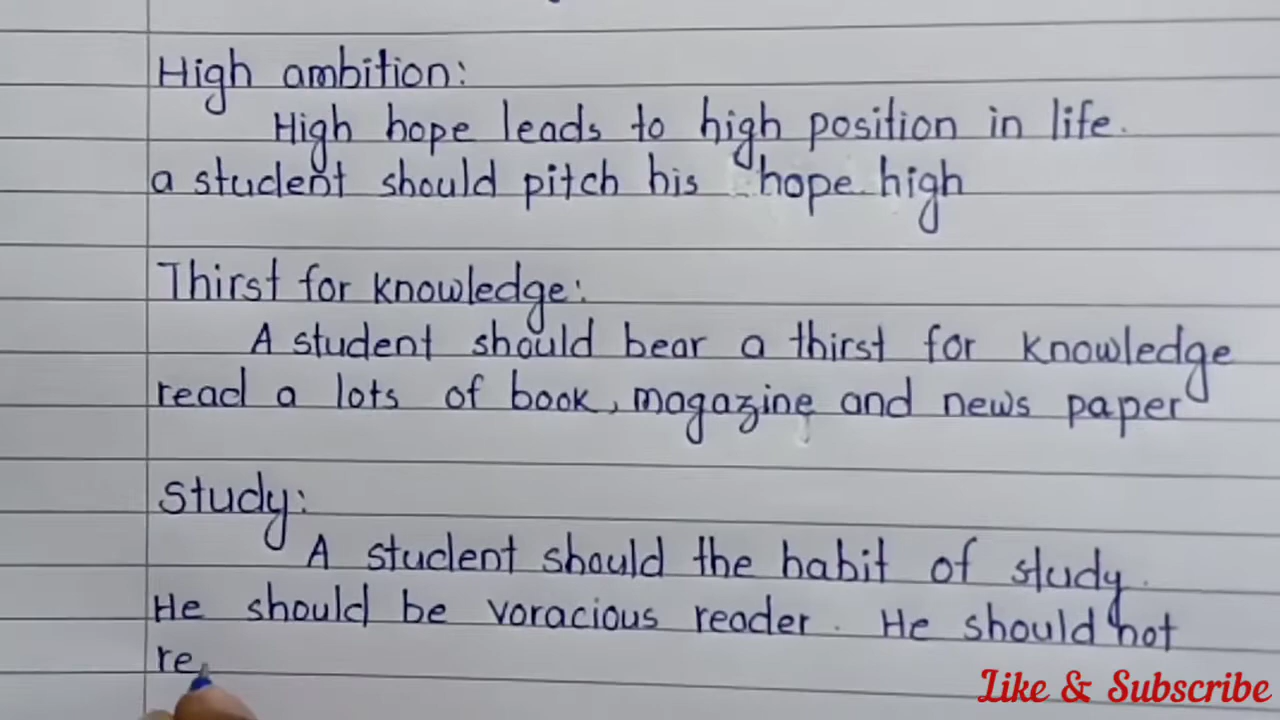 High ambition:
High hope leads to high position in life.
a student should pitch his hope high
Thirst for knowledge:
A student should bear a thirst for knowledge
read a lots of book, magazine and news paper
Study:
A student should the habit of study.
He should be voracious reader. He should not
re
Like & Subscribe